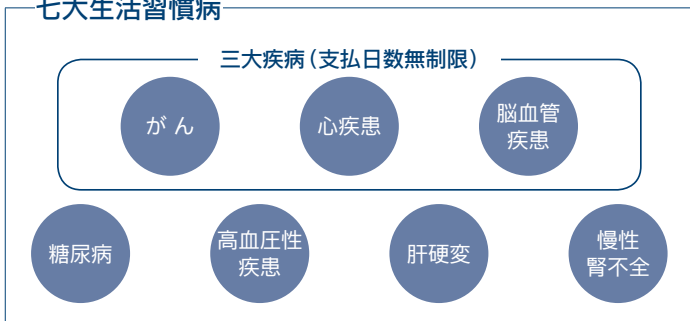 七大生活習慣病
三大疾病（支払日数無制限）
がん
心疾患
脳血管
疾患
糖尿病
高血圧性
疾患
肝硬変
慢性
腎不全